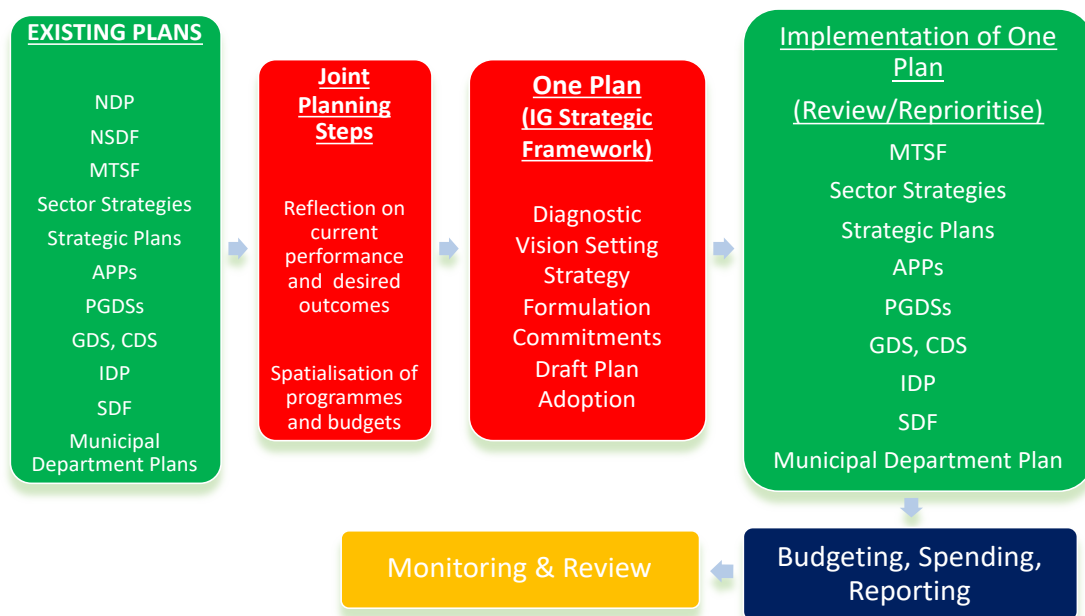 EXISTING PLANS
NDP
NSDF
MTSF
Sector Strategies
Strategic Plans
APPs
PGDSs
GDS, CDS
IDP
SDF
Municipal
Department Plans
Joint
Planning
Steps
Reflection on
current
performance
and desired
outcomes
Spatialisation of
programmes
and budgets
One Plan
(IG Strategic
Framework)
Diagnostic
Vision Setting
Strategy
Formulation
Commitments
Draft Plan
Adoption
Implementation of One
Plan
(Review/Reprioritise)
MTSF
Sector Strategies
Strategic Plans
APPs
PGDSs
GDS, CDS
IDP
SDF
Municipal Department Plan
Budgeting, Spending,
Reporting
Monitoring & Review